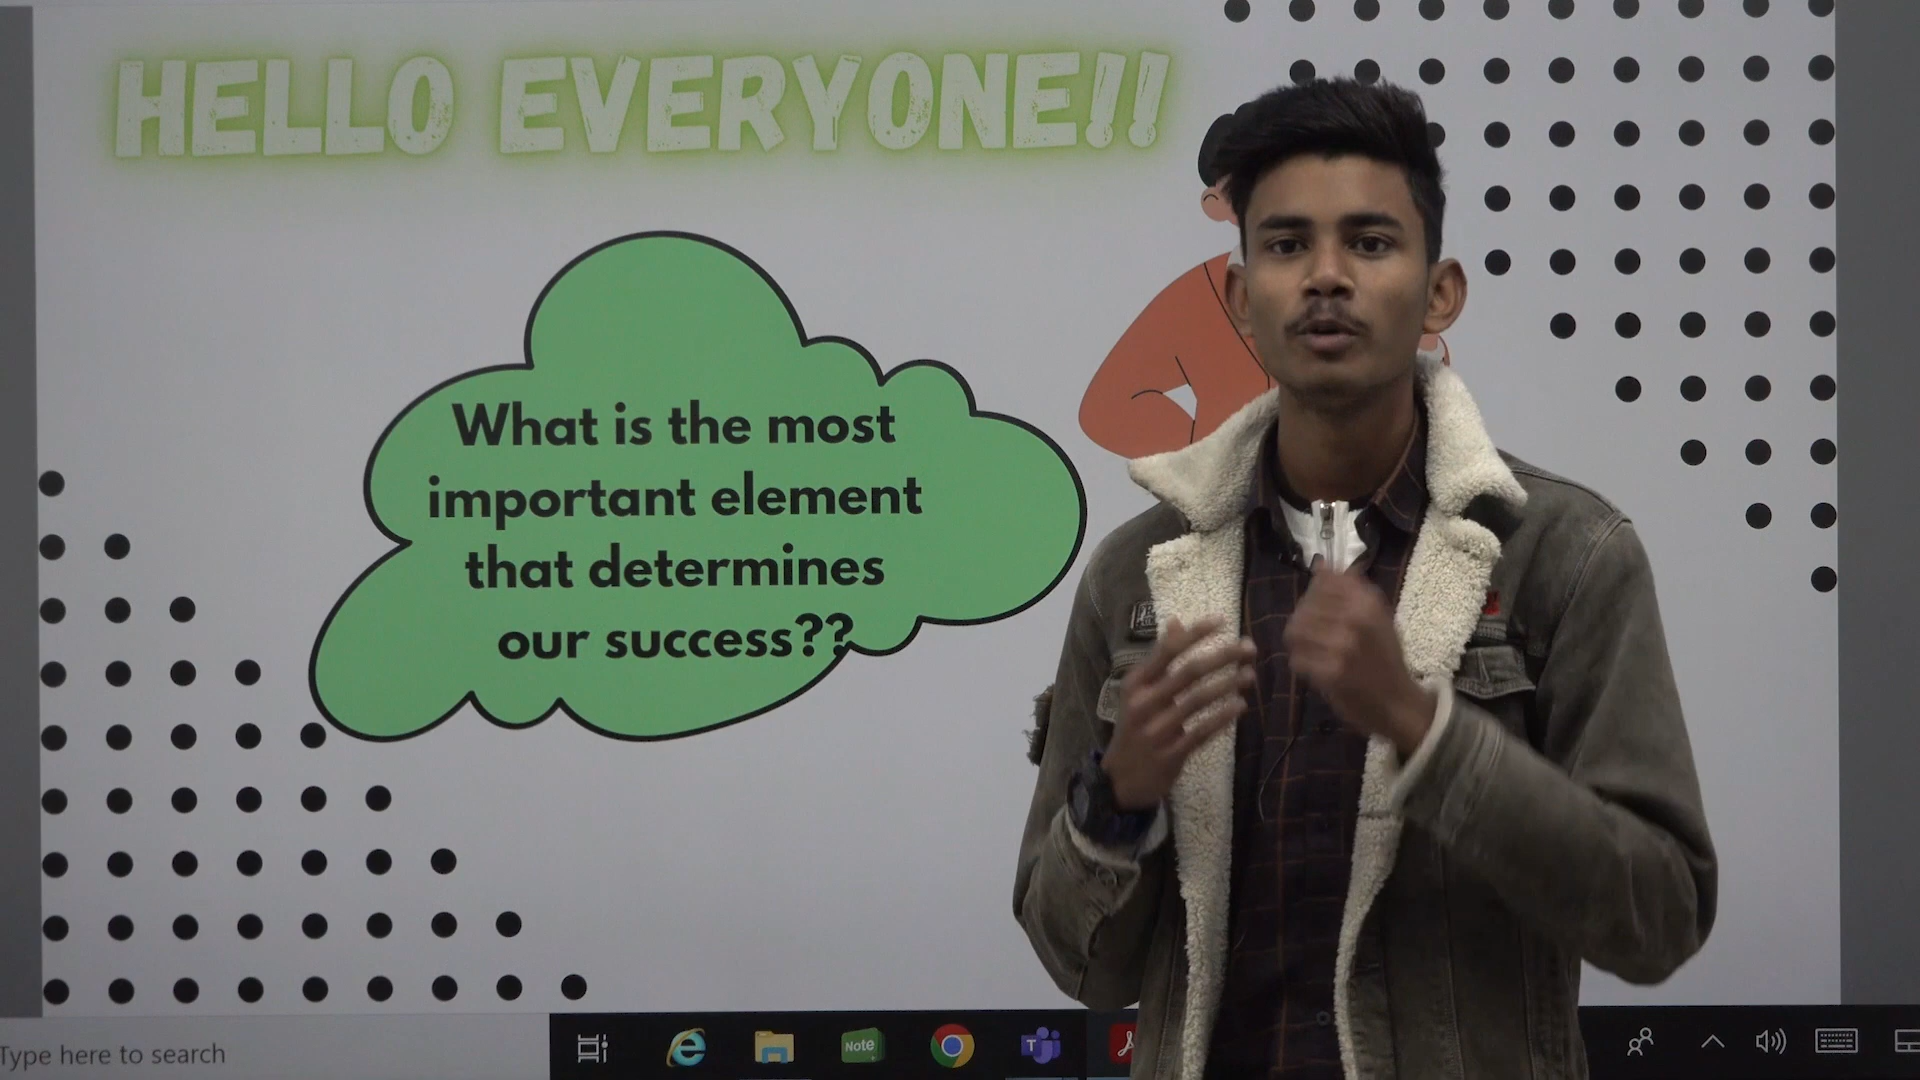 HELLO EVERYONE!!
What is the most
important element
that determines
our success??
Type here to search
Note
T